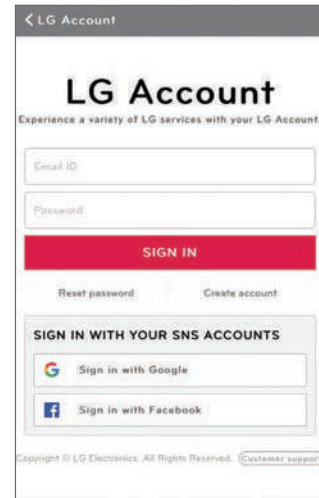 LG Account
LG Account
Experience a variety of LG services with your LG Account.
Email ID
Password
SIGN IN
Reset password
Create account
SIGN IN WITH YOUR SNS ACCOUNTS
Sign in with Google
Sign in with Facebook
Copyright © LG Electronics. All Rights Reserved. Customer support